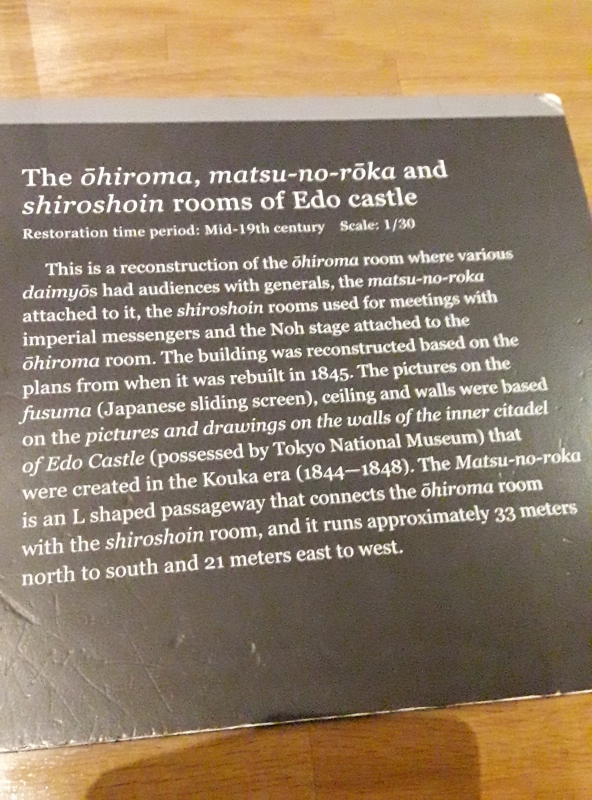 The ōhiroma, matsu-no-rōka and
shiroshoin rooms of Edo castle
Restoration time period: Mid-19th century Scale: 1/30
This is a reconstruction of the ōhiroma room where various
daimyōs had audiences with generals, the matsu-no-roka
attached to it, the shiroshoin rooms used for meetings with
imperial messengers and the Noh stage attached to the
ōhiroma room. The building was reconstructed based on the
plans from when it was rebuilt in 1845. The pictures on the
fusuma (Japanese sliding screen), ceiling and walls were based
on the pictures and drawings on the walls of the inner citadel
of Edo Castle (possessed by Tokyo National Museum) that
were created in the Kouka era (1844—1848). The Matsu-no-roka
is an L shaped passageway that connects the ōhiroma room
with the shiroshoin room, and it runs approximately 33 meters
north to south and 21 meters east to west.